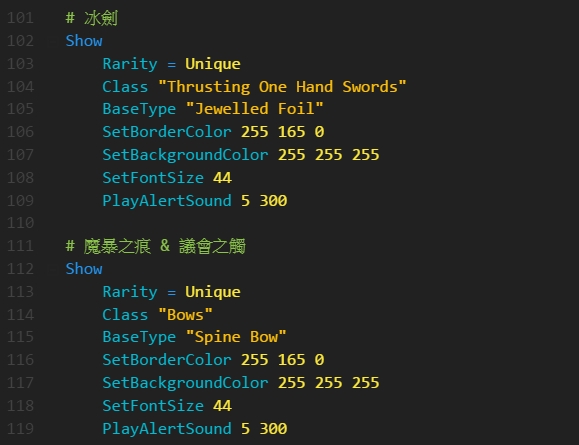 101 # 冰劍
102 Show
103 Rarity = Unique
104 Class "Thrusting One Hand Swords"
105 BaseType "Jewelled Foil"
106 SetBorderColor 255 165 0
107 SetBackgroundColor 255 255 255
108 SetFontSize 44
109 PlayAlertSound 5 300
110
111 # 魔暴之痕 & 議會之觸
112 Show
113 Rarity = Unique
114 Class "Bows"
115 BaseType "Spine Bow"
116 SetBorderColor 255 165 0
117 SetBackgroundColor 255 255 255
118 SetFontSize 44
119 PlayAlertSound 5 300